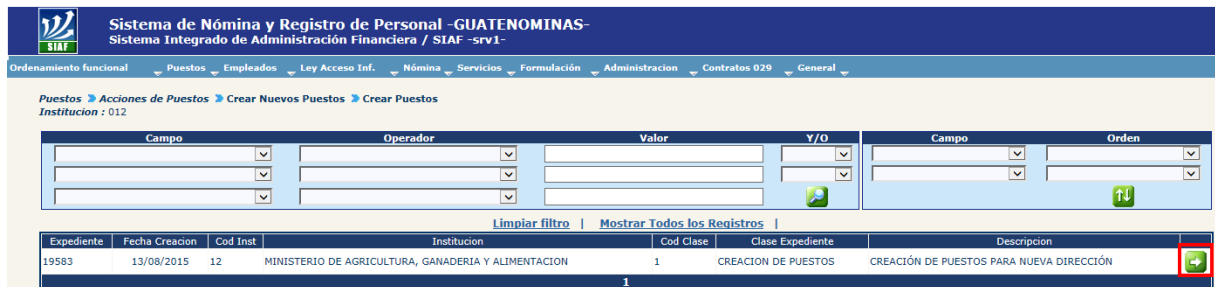 Sistema de Nómina y Registro de Personal -GUATENOMINAS-
SIAF Sistema Integrado de Administración Financiera / SIAF -srv1-
Ordenamiento funcional Puestos Empleados Ley Acceso Inf. Nómina Servicios Formulación Administracion Contratos 029 General
Puestos Acciones de Puestos Crear Nuevos Puestos Crear Puestos
Institucion : 012
Campo Operador Valor Y/O Campo Orden
Limpiar filtro | Mostrar Todos los Registros |
Expediente Fecha Creacion Cod Inst Institucion Cod Clase Clase Expediente Descripcion
19583 13/08/2015 12 MINISTERIO DE AGRICULTURA, GANADERIA Y ALIMENTACION 1 CREACION DE PUESTOS CREACIÓN DE PUESTOS PARA NUEVA DIRECCIÓN
1